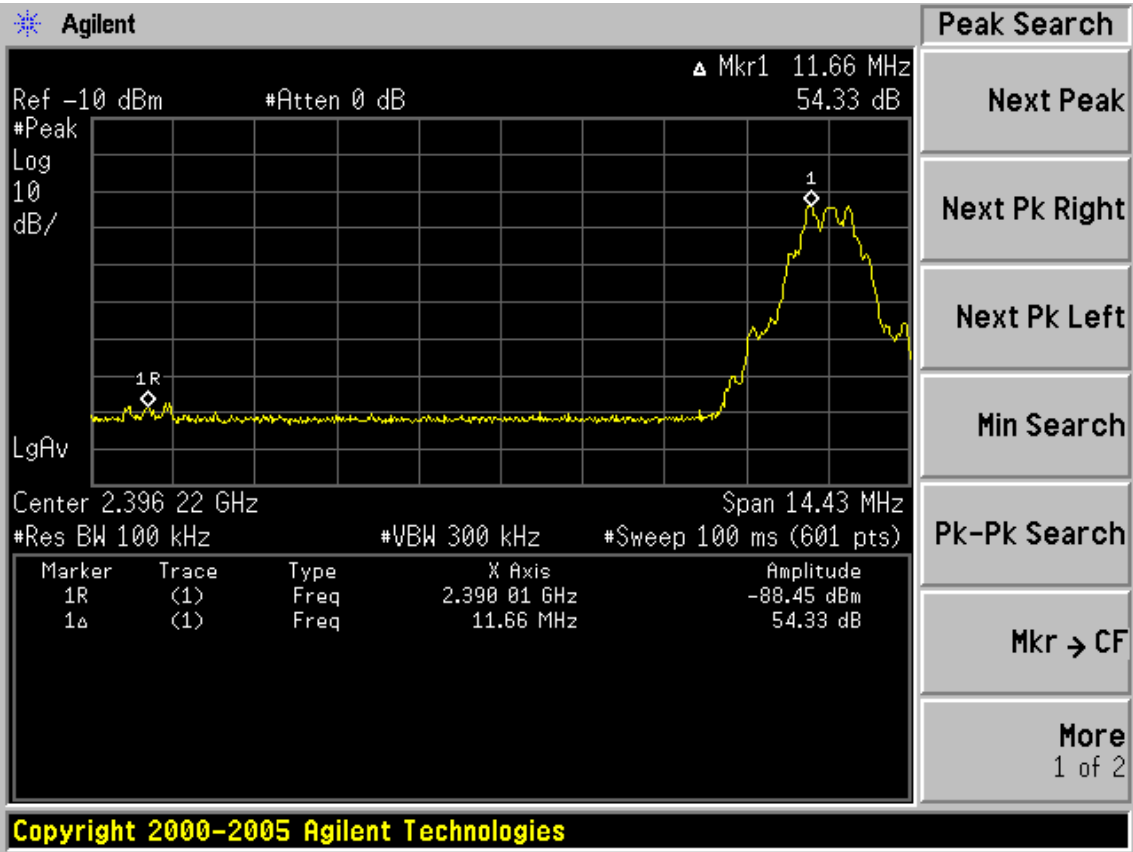 Agilent
Peak Search
Δ Mkr1 11.66 MHz
Ref -10 dBm #Atten 0 dB 54.33 dB
#Peak
Log
10
dB/
1
1R
LgAv
Center 2.396 22 GHz Span 14.43 MHz
#Res BW 100 kHz #VBW 300 kHz #Sweep 100 ms (601 pts)
Marker Trace Type X Axis Amplitude
1R (1) Freq 2.390 01 GHz -88.45 dBm
1Δ (1) Freq 11.66 MHz 54.33 dB
Next Peak
Next Pk Right
Next Pk Left
Min Search
Pk-Pk Search
Mkr → CF
More
1 of 2
Copyright 2000-2005 Agilent Technologies